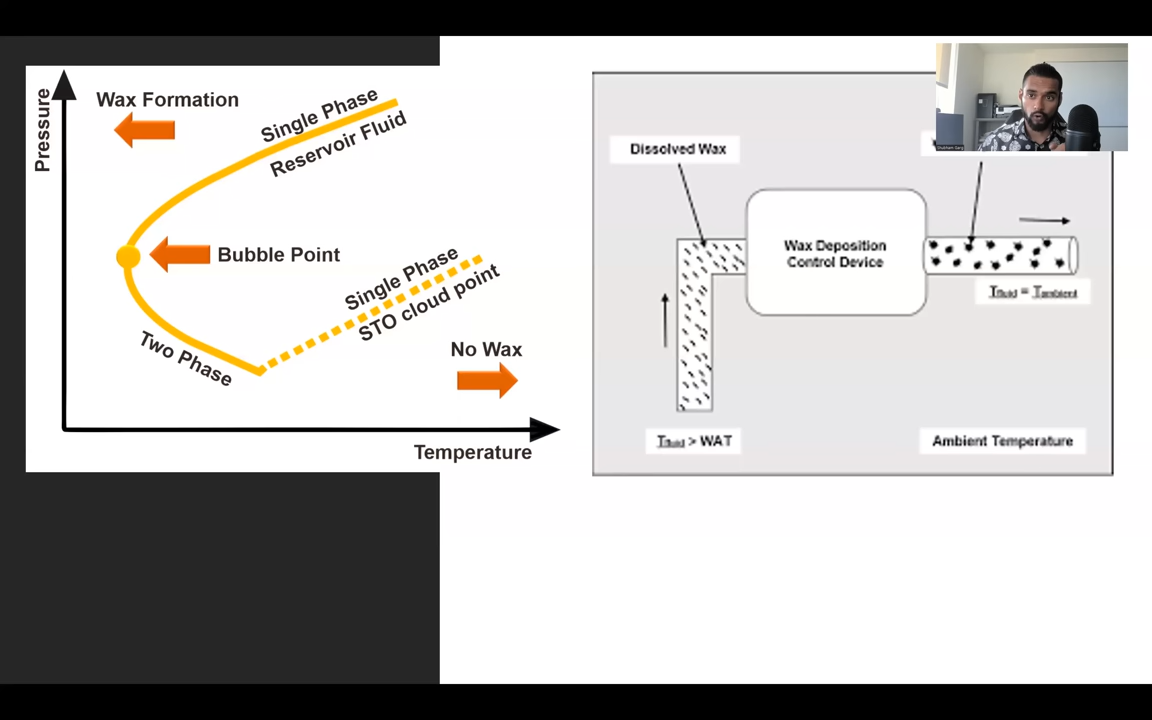 Pressure
Wax Formation
Single Phase
Reservoir Fluid
Bubble Point
Single Phase
STO cloud point
Two Phase
No Wax
Temperature
Dissolved Wax
Wax Deposition
Control Device
Tfluid = Tambient
Tfluid > WAT
Ambient Temperature